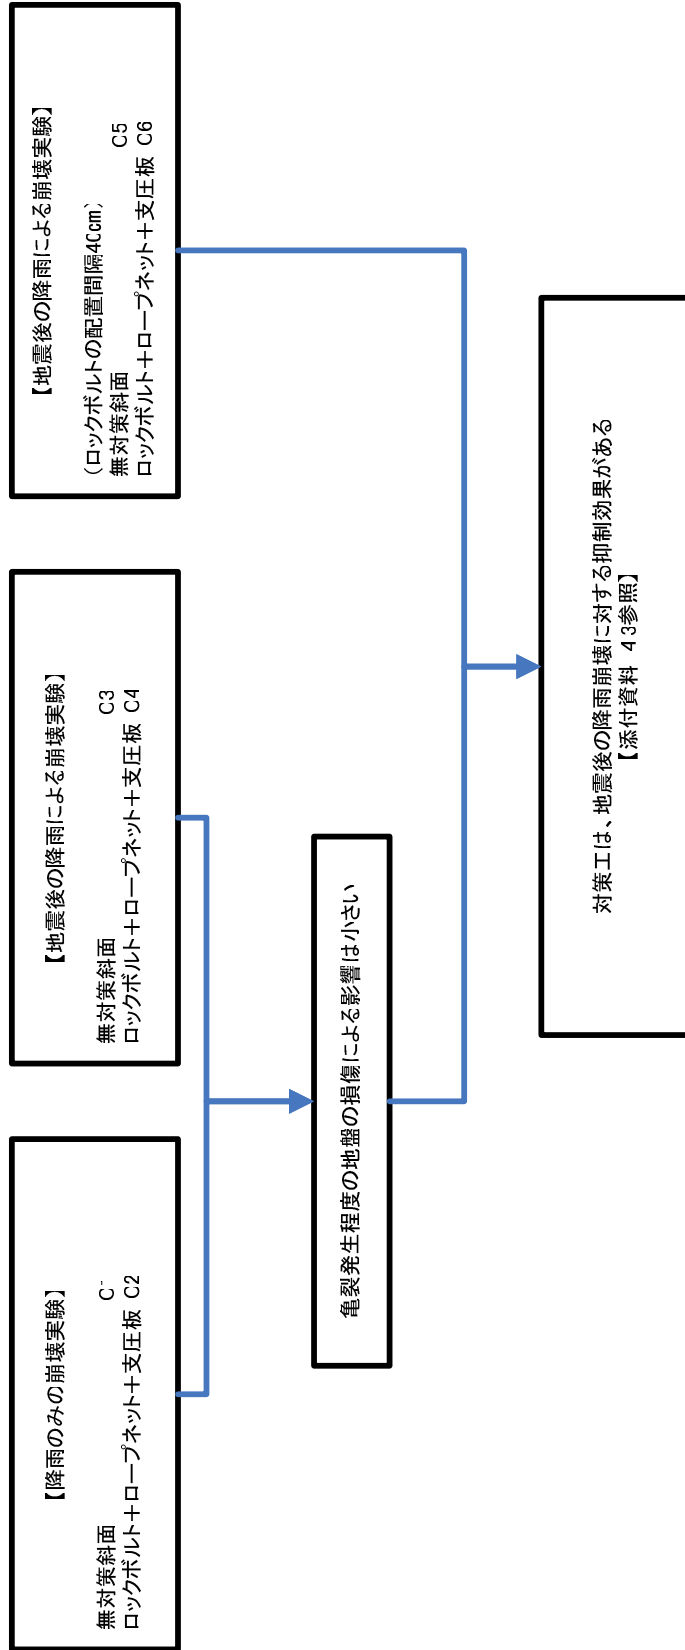 【降雨のみの崩壊実験】
無対策斜面 C
ロックボルト＋ロープネット＋支圧板 C2
【地震後の降雨による崩壊実験】
無対策斜面 C3
ロックボルト＋ロープネット＋支圧板 C4
【地震後の降雨による崩壊実験】
(ロックボルトの配置間隔40cm)
無対策斜面 C5
ロックボルト＋ロープネット＋支圧板 C6
亀裂発生程度の地盤の損傷による影響は小さい
対策工は、地震後の降雨崩壊に対する抑制効果がある
【添付資料 43参照】